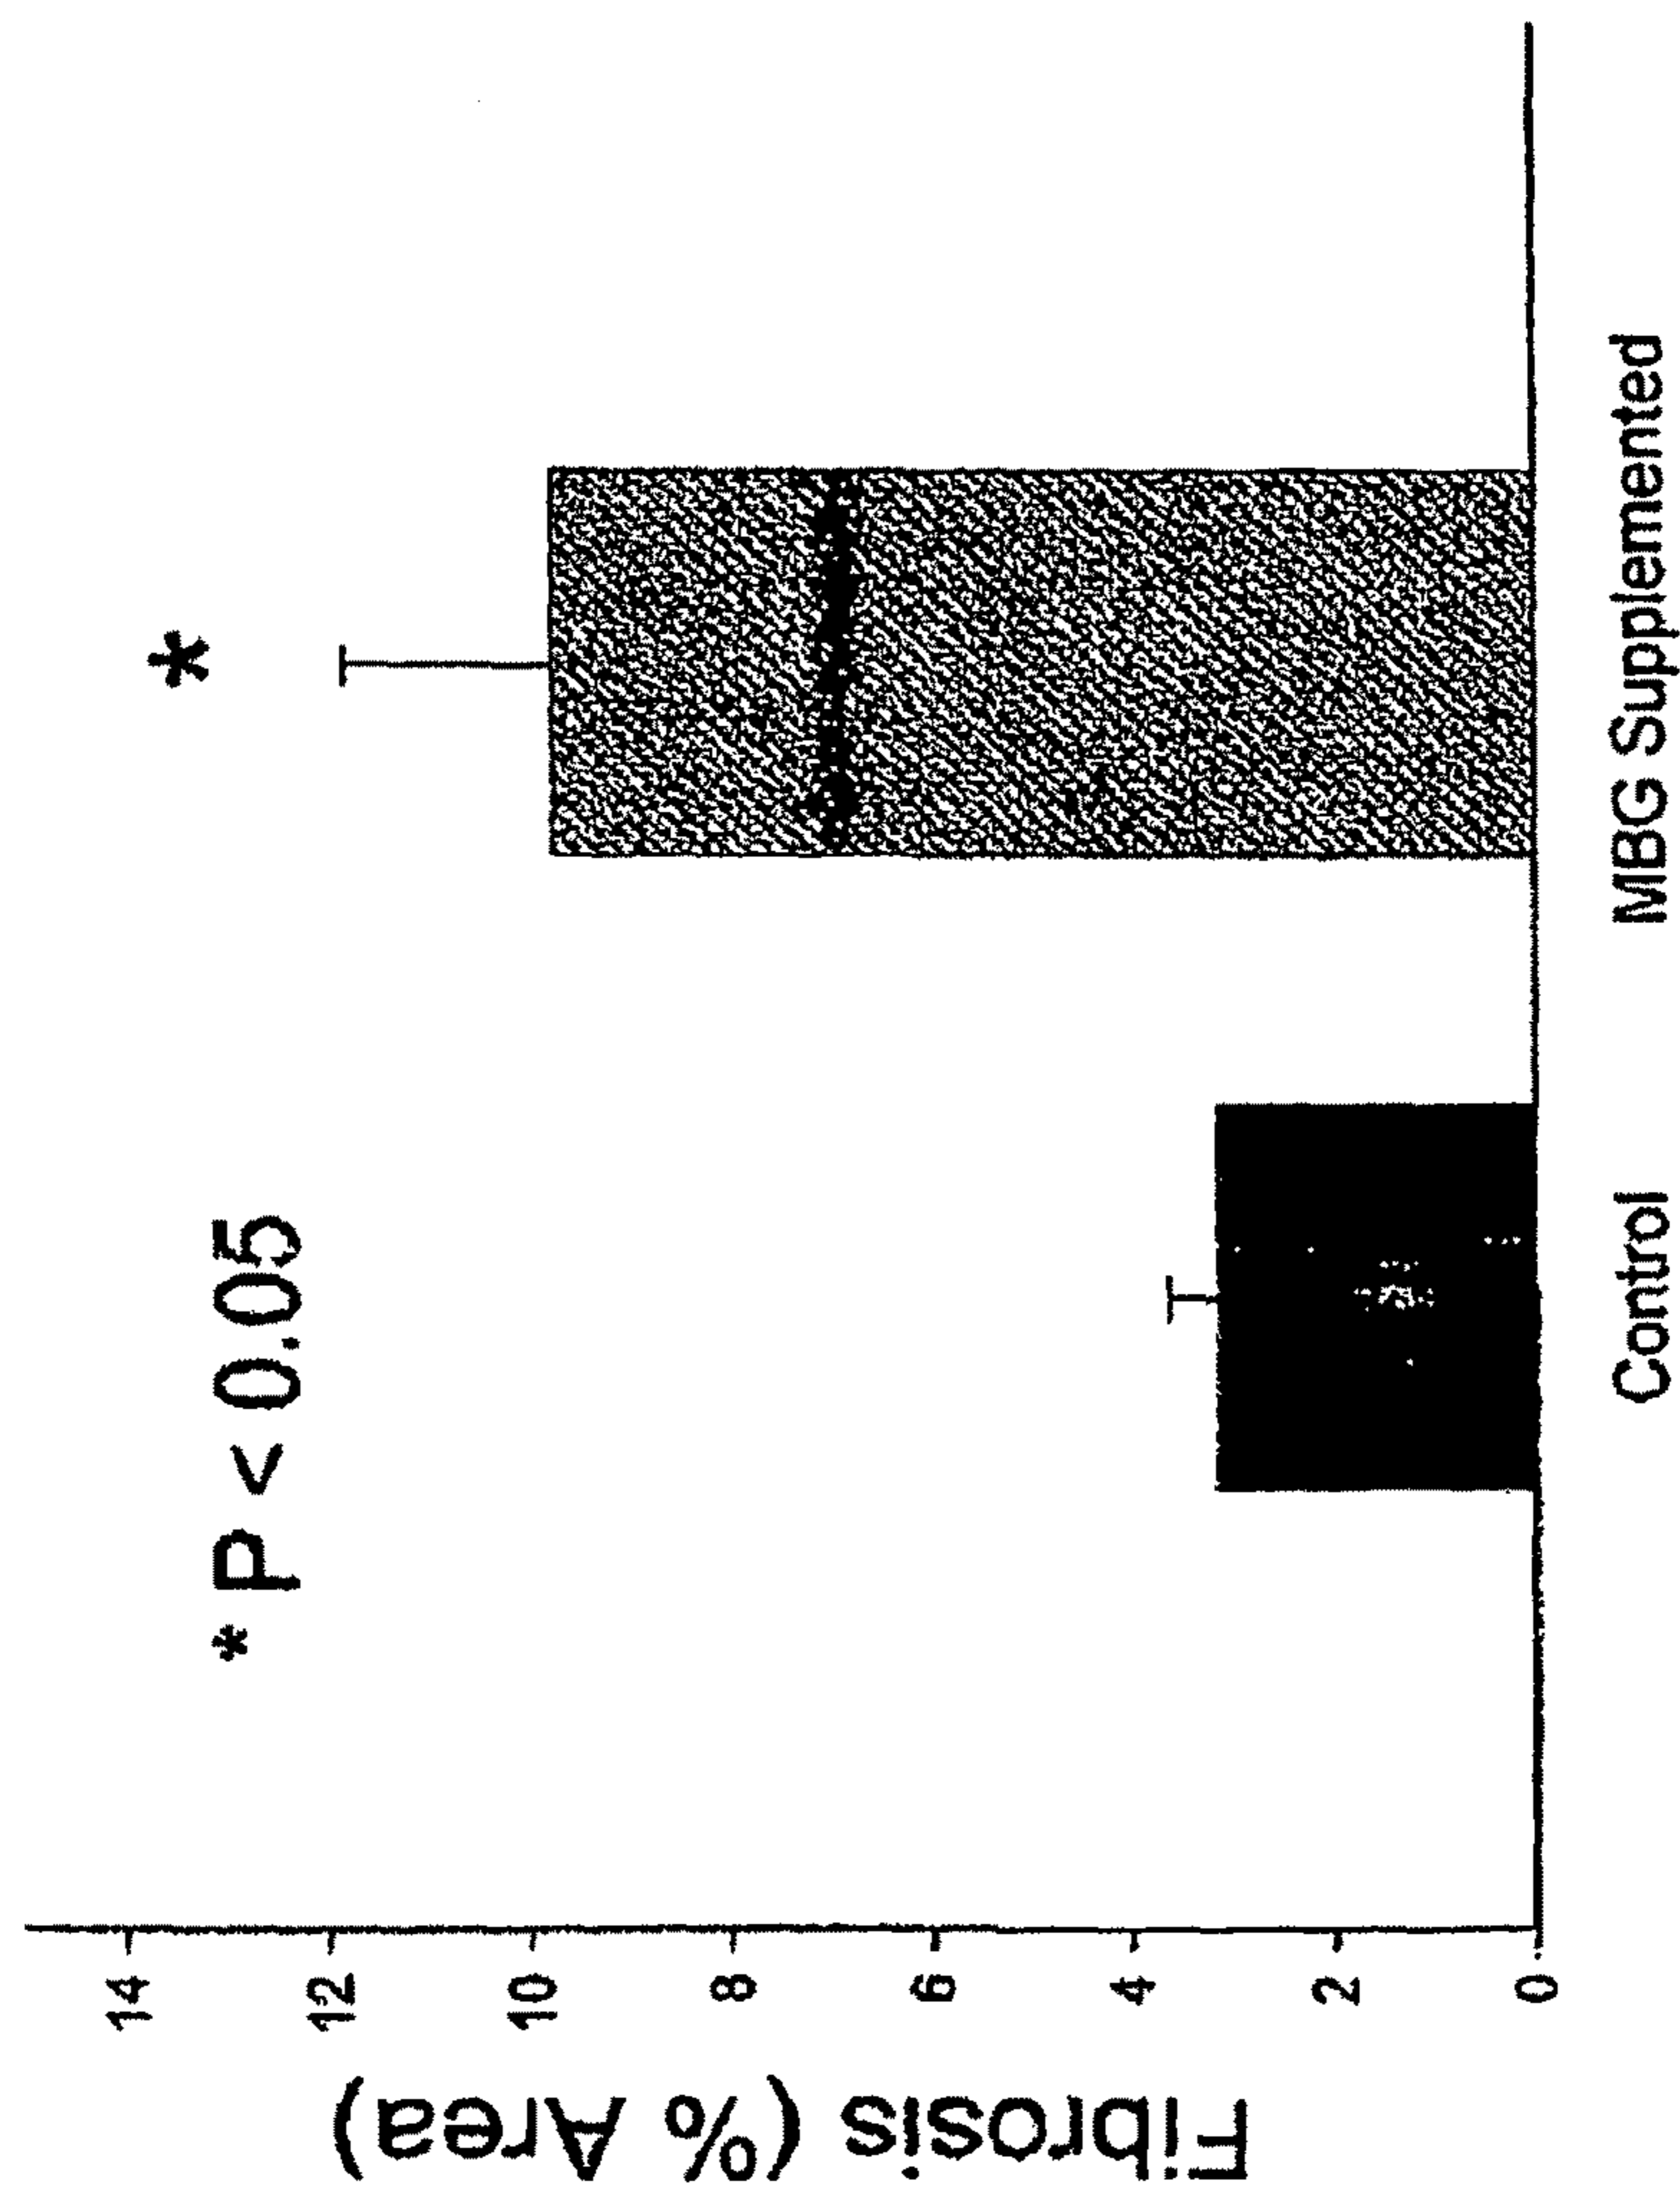 Fibrosis (% Area)
14
12
10
8
6
4
2
0
* P < 0.05
*
Control
MBG Supplemented